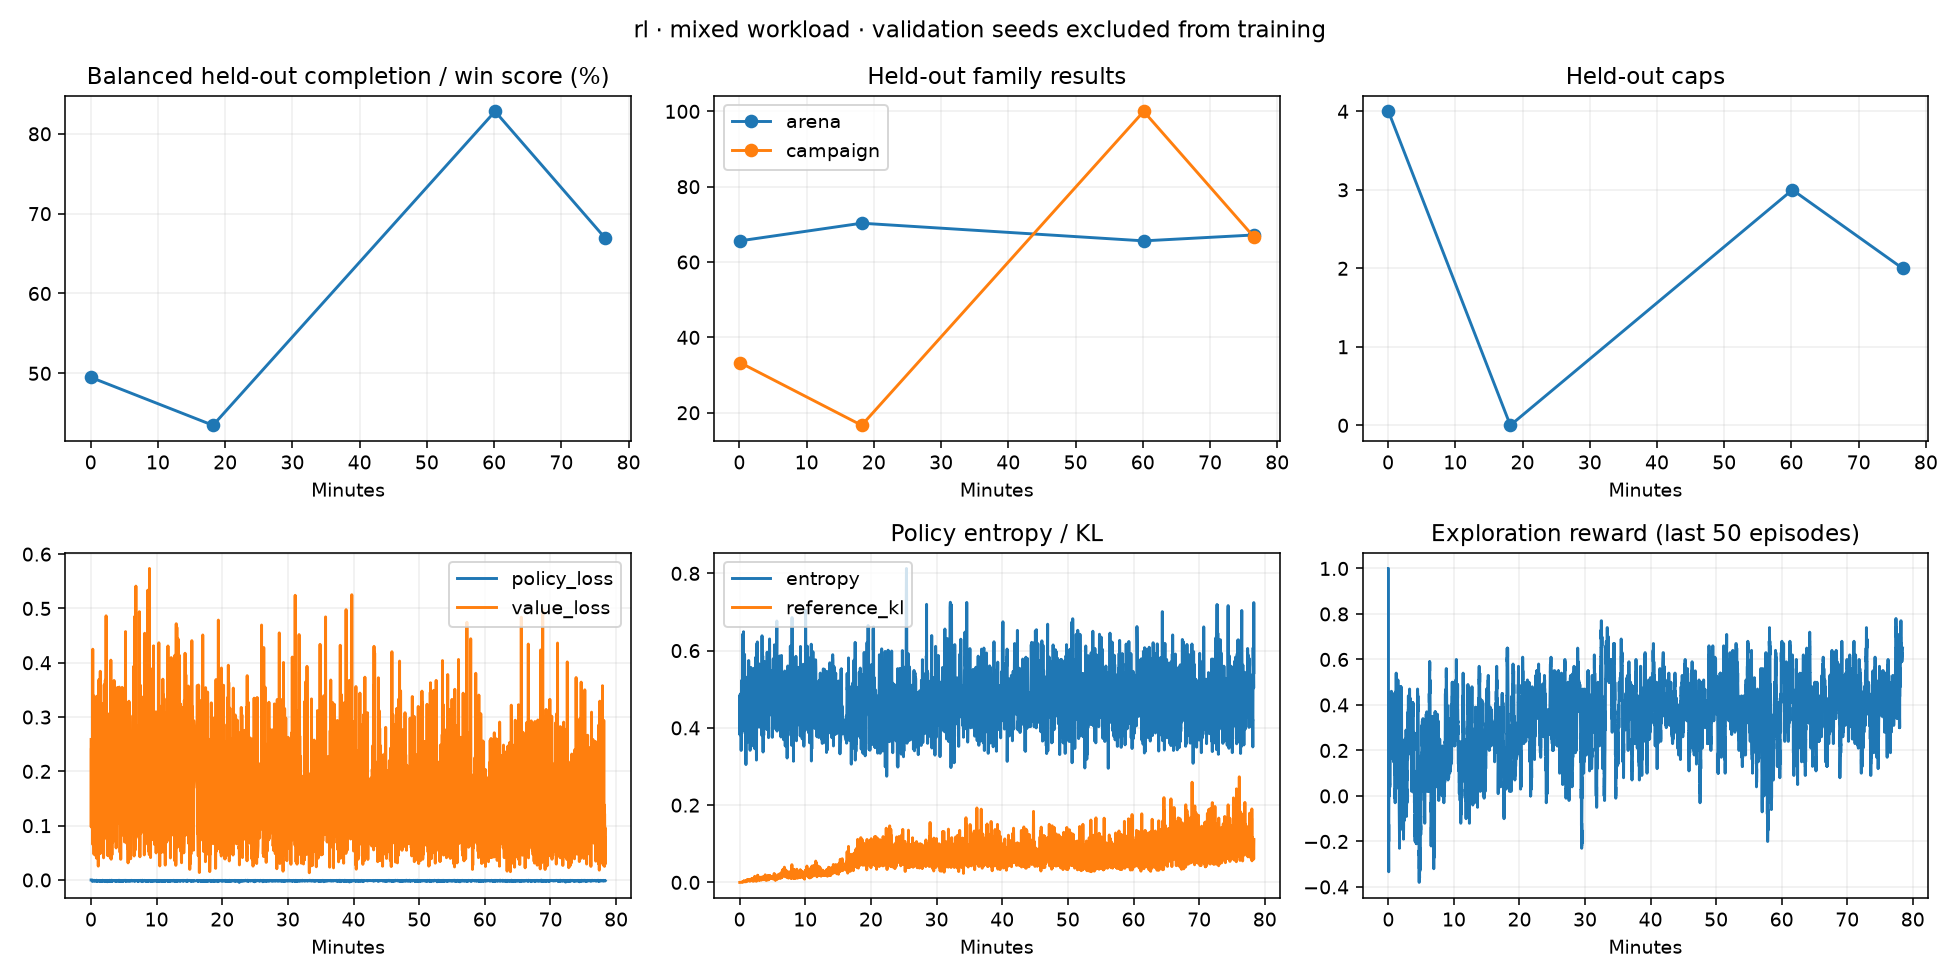 rl · mixed workload · validation seeds excluded from training
Balanced held-out completion / win score (%)
80
70
60
50
0 10 20 30 40 50 60 70 80
Minutes
Held-out family results
arena
campaign
100
80
60
40
20
0 10 20 30 40 50 60 70 80
Minutes
Held-out caps
4
3
2
1
0
0 10 20 30 40 50 60 70 80
Minutes
policy_loss
value_loss
0.6
0.5
0.4
0.3
0.2
0.1
0.0
0 10 20 30 40 50 60 70 80
Minutes
Policy entropy / KL
entropy
reference_kl
0.8
0.6
0.4
0.2
0.0
0 10 20 30 40 50 60 70 80
Minutes
Exploration reward (last 50 episodes)
1.0
0.8
0.6
0.4
0.2
0.0
−0.2
−0.4
0 10 20 30 40 50 60 70 80
Minutes